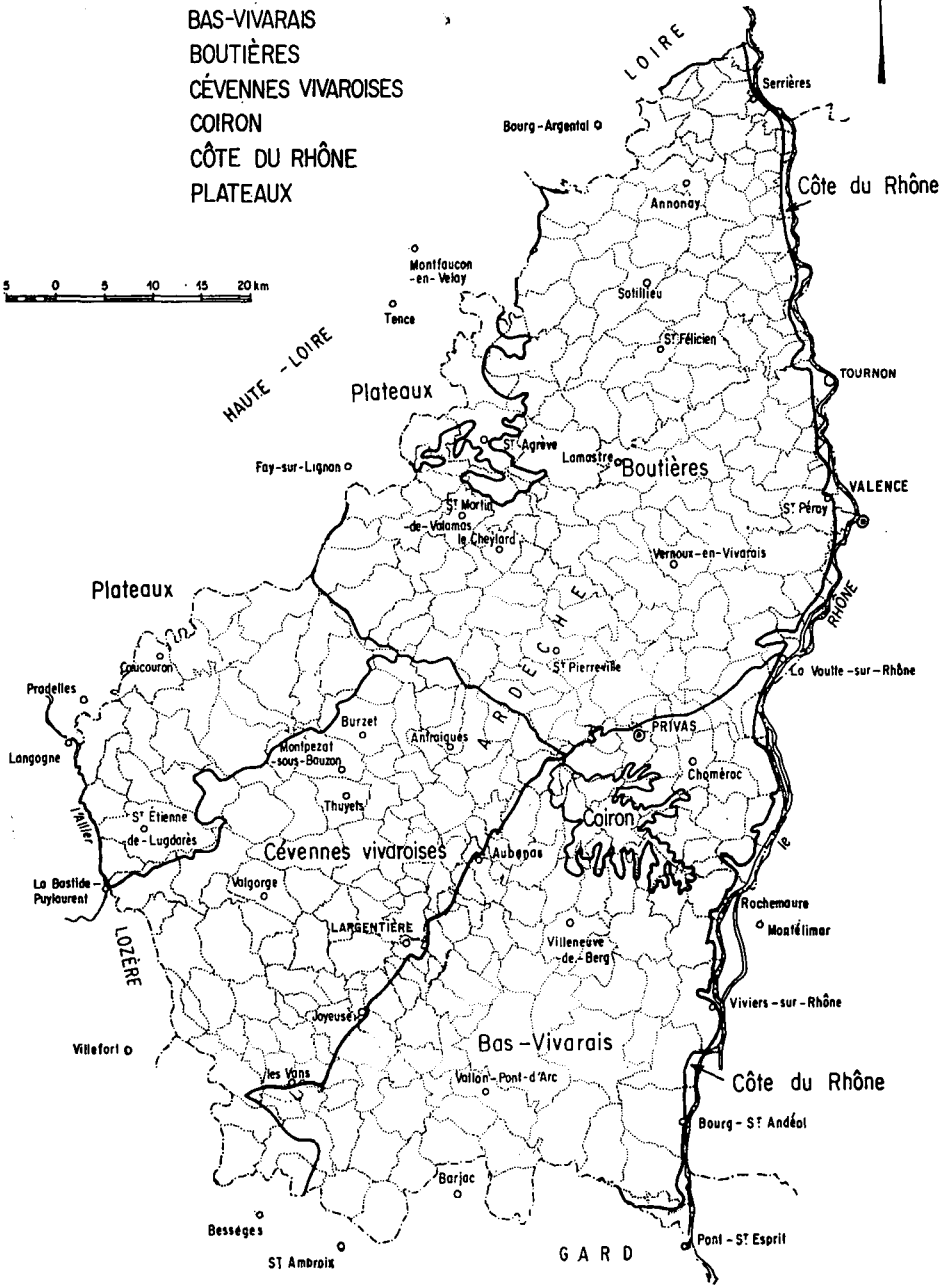 BAS-VIVARAIS
BOUTIÈRES
CÉVENNES VIVAROISES
COIRON
CÔTE DU RHÔNE
PLATEAUX
LOIRE
Serrières
Bourg-Argental
Côte du Rhône
Annonay
Montfaucon
-en-Velay
5 0 5 10 15 20 km
Satillieu
Tence
HAUTE-LOIRE
ST Félicien
TOURNON
Plateaux
ST Agrève
Lamastre
Boutières
Fay-sur-Lignon
VALENCE
ST Péray
ST Martin
-de-Valamas
le Cheylard
Vernoux-en-Vivarais
Plateaux
RHÔNE
ARDECHE
ST Pierreville
Coucouron
La Voulte-sur-Rhône
Pradelles
Burzet
Antraigues
PRIVAS
Langogne
Montpezat
-sous-Bauzon
Chomérac
Thuyets
l'allier
ST Étienne
-de-Lugdarès
Coiron
le
Cévennes vivaroises
Aubenas
La Bastide-
Puylaurent
Valgorge
Rochemaure
LARGENTIÈRE
Villeneuve
-de-Berg
Montélimar
LOZÈRE
Viviers-sur-Rhône
Joyeuse
Bas-Vivarais
Villefort
les Vans
Vallon-Pont-d'Arc
Côte du Rhône
Bourg-ST Andéol
Barjac
Bességes
ST Ambroix
GARD
Pont-ST Esprit